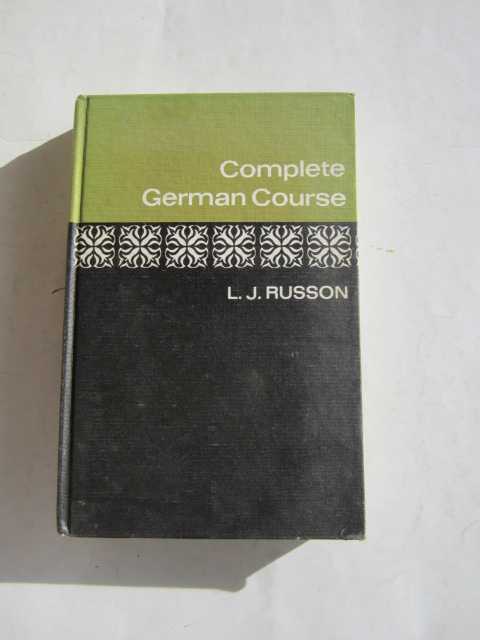 Complete
German Course
L. J. RUSSON